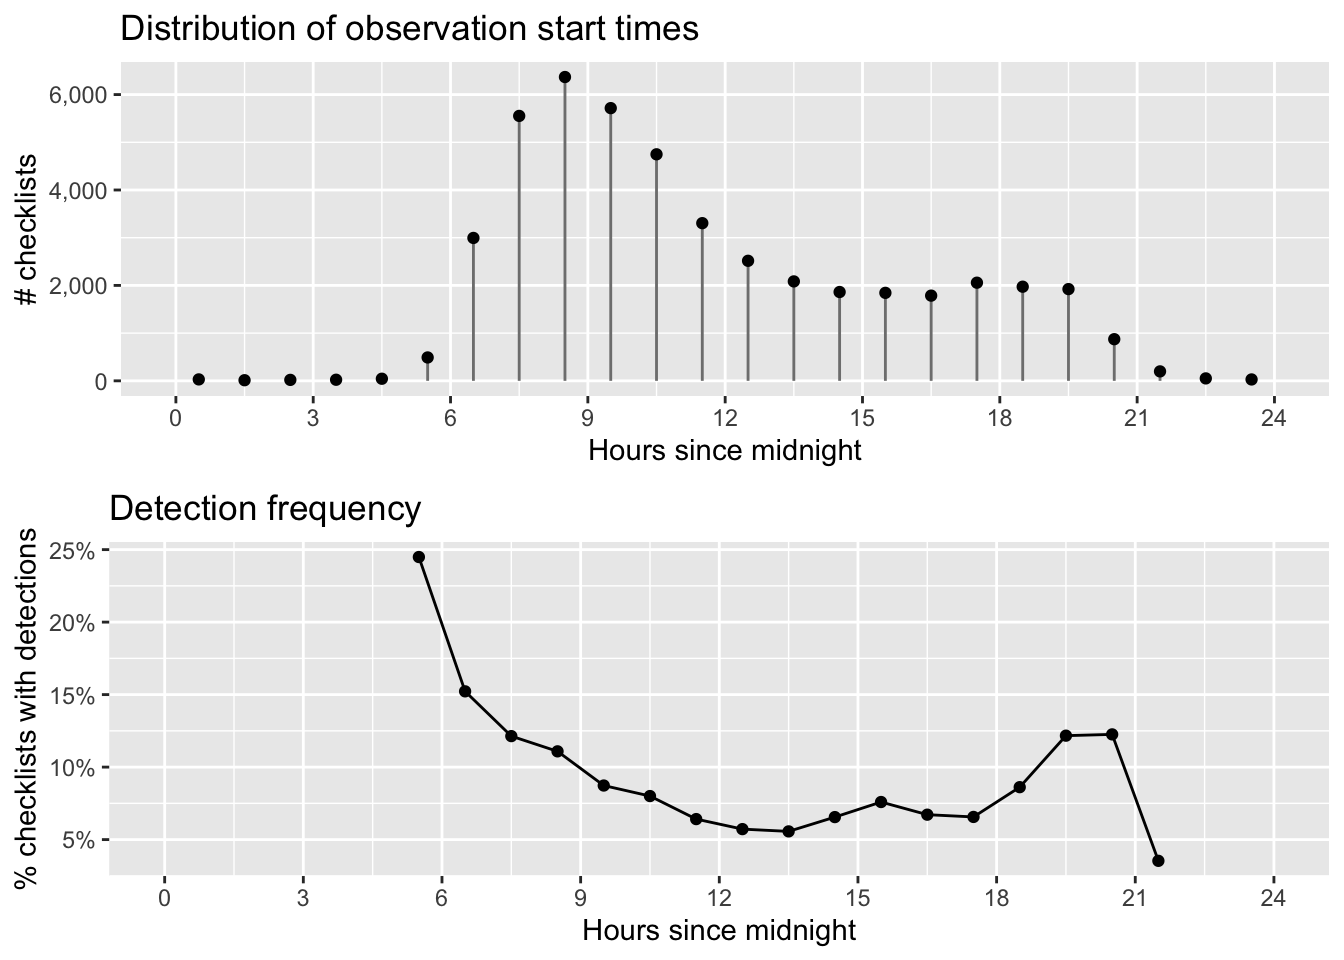 Distribution of observation start times
# checklists
6,000
4,000
2,000
0
0 3 6 9 12 15 18 21 24
Hours since midnight
Detection frequency
% checklists with detections
25%
20%
15%
10%
5%
0 3 6 9 12 15 18 21 24
Hours since midnight